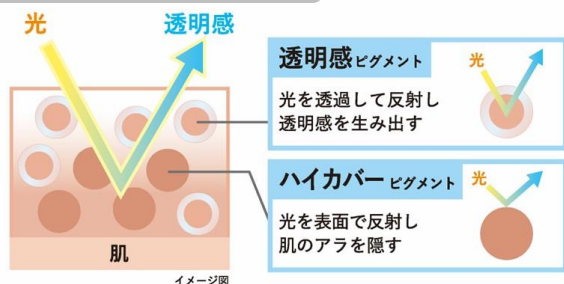 光
透明感
肌
イメージ図
透明感ピグメント
光を透過して反射し
透明感を生み出す
光
ハイカバーピグメント
光を表面で反射し
肌のアラを隠す
光